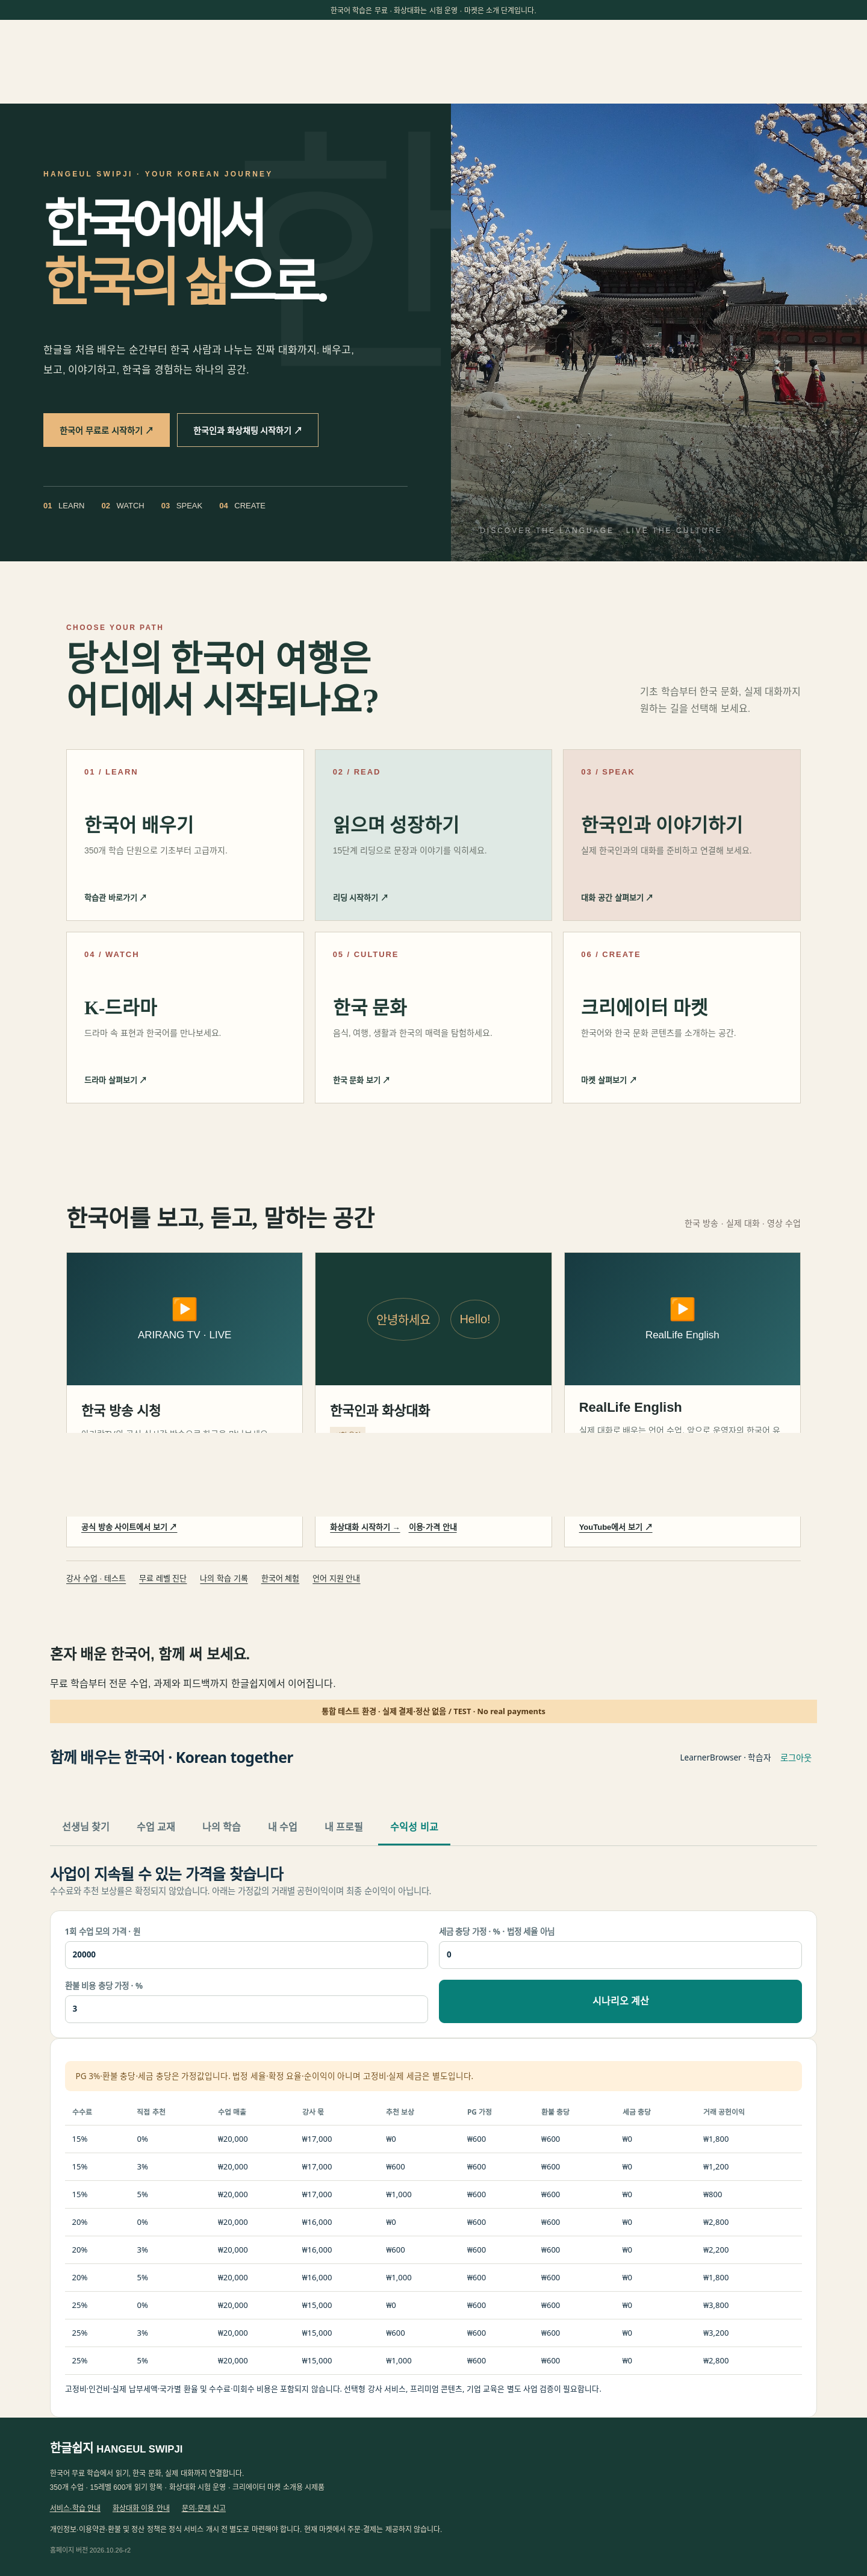 한국어 학습은 무료 · 화상대화는 시험 운영 · 마켓은 소개 단계입니다.
HANGEUL SWIPJI · YOUR KOREAN JOURNEY
한
한국어에서
한국의 삶으로.
한글을 처음 배우는 순간부터 한국 사람과 나누는 진짜 대화까지. 배우고,
보고, 이야기하고, 한국을 경험하는 하나의 공간.
한국어 무료로 시작하기 ↗ 한국인과 화상채팅 시작하기 ↗
01 LEARN 02 WATCH 03 SPEAK 04 CREATE
DISCOVER THE LANGUAGE · LIVE THE CULTURE
CHOOSE YOUR PATH
당신의 한국어 여행은
어디에서 시작되나요?
기초 학습부터 한국 문화, 실제 대화까지
원하는 길을 선택해 보세요.
01 / LEARN
한국어 배우기
350개 학습 단원으로 기초부터 고급까지.
학습관 바로가기 ↗
02 / READ
읽으며 성장하기
15단계 리딩으로 문장과 이야기를 익히세요.
리딩 시작하기 ↗
03 / SPEAK
한국인과 이야기하기
실제 한국인과의 대화를 준비하고 연결해 보세요.
대화 공간 살펴보기 ↗
04 / WATCH
K-드라마
드라마 속 표현과 한국어를 만나보세요.
드라마 살펴보기 ↗
05 / CULTURE
한국 문화
음식, 여행, 생활과 한국의 매력을 탐험하세요.
한국 문화 보기 ↗
06 / CREATE
크리에이터 마켓
한국어와 한국 문화 콘텐츠를 소개하는 공간.
마켓 살펴보기 ↗
한국어를 보고, 듣고, 말하는 공간
한국 방송 · 실제 대화 · 영상 수업
ARIRANG TV · LIVE
한국 방송 시청
공식 방송 사이트에서 보기 ↗
안녕하세요 Hello!
한국인과 화상대화
화상대화 시작하기 → 이용·가격 안내
RealLife English
RealLife English
실제 대화로 배우는 언어 수업. 앞으로 운영자의 한국어 유
YouTube에서 보기 ↗
강사 수업 · 테스트 무료 레벨 진단 나의 학습 기록 한국어 체험 언어 지원 안내
혼자 배운 한국어, 함께 써 보세요.
무료 학습부터 전문 수업, 과제와 피드백까지 한글쉽지에서 이어집니다.
통합 테스트 환경 · 실제 결제·정산 없음 / TEST · No real payments
함께 배우는 한국어 · Korean together
LearnerBrowser · 학습자 로그아웃
선생님 찾기 수업 교재 나의 학습 내 수업 내 프로필 수익성 비교
사업이 지속될 수 있는 가격을 찾습니다
수수료와 추천 보상률은 확정되지 않았습니다. 아래는 가정값의 거래별 공헌이익이며 최종 순이익이 아닙니다.
1회 수업 모의 가격 · 원 세금 충당 가정 · % · 법정 세율 아님
20000 0
환불 비용 충당 가정 · %
3
시나리오 계산
PG 3%·환불 충당·세금 충당은 가정값입니다. 법정 세율·확정 요율·순이익이 아니며 고정비·실제 세금은 별도입니다.
수수료 직접 추천 수업 매출 강사 몫 추천 보상 PG 가정 환불 충당 세금 충당 거래 공헌이익
15% 0% ₩20,000 ₩17,000 ₩0 ₩600 ₩600 ₩0 ₩1,800
15% 3% ₩20,000 ₩17,000 ₩600 ₩600 ₩600 ₩0 ₩1,200
15% 5% ₩20,000 ₩17,000 ₩1,000 ₩600 ₩600 ₩0 ₩800
20% 0% ₩20,000 ₩16,000 ₩0 ₩600 ₩600 ₩0 ₩2,800
20% 3% ₩20,000 ₩16,000 ₩600 ₩600 ₩600 ₩0 ₩2,200
20% 5% ₩20,000 ₩16,000 ₩1,000 ₩600 ₩600 ₩0 ₩1,800
25% 0% ₩20,000 ₩15,000 ₩0 ₩600 ₩600 ₩0 ₩3,800
25% 3% ₩20,000 ₩15,000 ₩600 ₩600 ₩600 ₩0 ₩3,200
25% 5% ₩20,000 ₩15,000 ₩1,000 ₩600 ₩600 ₩0 ₩2,800
고정비·인건비·실제 납부세액·국가별 환율 및 수수료·미회수 비용은 포함되지 않습니다. 선택형 강사 서비스, 프리미엄 콘텐츠, 기업 교육은 별도 사업 검증이 필요합니다.
한글쉽지 HANGEUL SWIPJI
한국어 무료 학습에서 읽기, 한국 문화, 실제 대화까지 연결합니다.
350개 수업 · 15레벨 600개 읽기 항목 · 화상대화 시험 운영 · 크리에이터 마켓 소개용 시제품
서비스·학습 안내 화상대화 이용 안내 문의·문제 신고
개인정보·이용약관·환불 및 정산 정책은 정식 서비스 개시 전 별도로 마련해야 합니다. 현재 마켓에서 주문·결제는 제공하지 않습니다.
홈페이지 버전 2026.10.26-r2